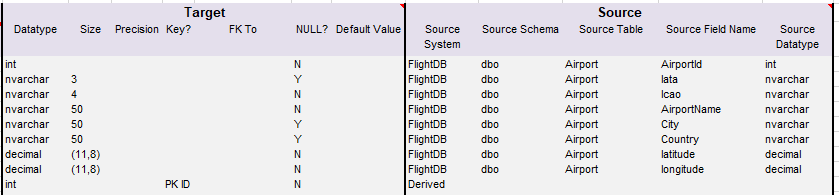 Target Source
Datatype Size Precision Key? FK To NULL? Default Value Source System Source Schema Source Table Source Field Name Source Datatype
int N FlightDB dbo Airport AirportId int
nvarchar 3 Y FlightDB dbo Airport Iata nvarchar
nvarchar 4 N FlightDB dbo Airport Icao nvarchar
nvarchar 50 N FlightDB dbo Airport AirportName nvarchar
nvarchar 50 Y FlightDB dbo Airport City nvarchar
nvarchar 50 Y FlightDB dbo Airport Country nvarchar
decimal (11,8) N FlightDB dbo Airport latitude decimal
decimal (11,8) N FlightDB dbo Airport longitude decimal
int PK ID N Derived